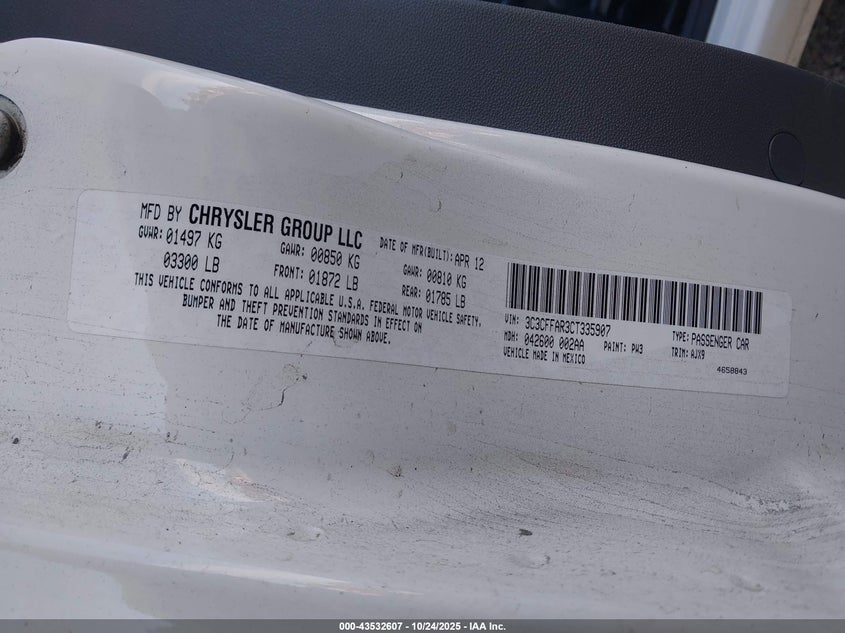 MFD BY CHRYSLER GROUP LLC DATE OF MFR(BUILT): APR 12
GVWR: 01497 KG GAWR: 00850 KG GAWR: 00810 KG
03300 LB FRONT: 01872 LB REAR: 01785 LB
THIS VEHICLE CONFORMS TO ALL APPLICABLE U.S.A. FEDERAL MOTOR VEHICLE SAFETY,
BUMPER AND THEFT PREVENTION STANDARDS IN EFFECT ON
THE DATE OF MANUFACTURE SHOWN ABOVE.
VIN: 3C3CFFAR3CT335907 TYPE: PASSENGER CAR
MDH: 042600 002AA PAINT: PW3 TRIM: AJX9
VEHICLE MADE IN MEXICO 4658843
000-43532607 • 10/24/2025 • IAA Inc.